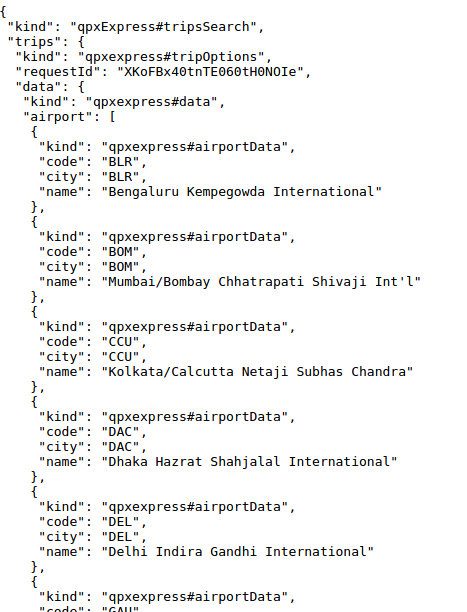 {
"kind": "qpxExpress#tripsSearch",
"trips": {
"kind": "qpxexpress#tripOptions",
"requestId": "XKoFBx40tnTE060tH0NOIe",
"data": {
"kind": "qpxexpress#data",
"airport": [
{
"kind": "qpxexpress#airportData",
"code": "BLR",
"city": "BLR",
"name": "Bengaluru Kempegowda International"
},
{
"kind": "qpxexpress#airportData",
"code": "BOM",
"city": "BOM",
"name": "Mumbai/Bombay Chhatrapati Shivaji Int'l"
},
{
"kind": "qpxexpress#airportData",
"code": "CCU",
"city": "CCU",
"name": "Kolkata/Calcutta Netaji Subhas Chandra"
},
{
"kind": "qpxexpress#airportData",
"code": "DAC",
"city": "DAC",
"name": "Dhaka Hazrat Shahjalal International"
},
{
"kind": "qpxexpress#airportData",
"code": "DEL",
"city": "DEL",
"name": "Delhi Indira Gandhi International"
},
{
"kind": "qpxexpress#airportData",
"code": "GAU",